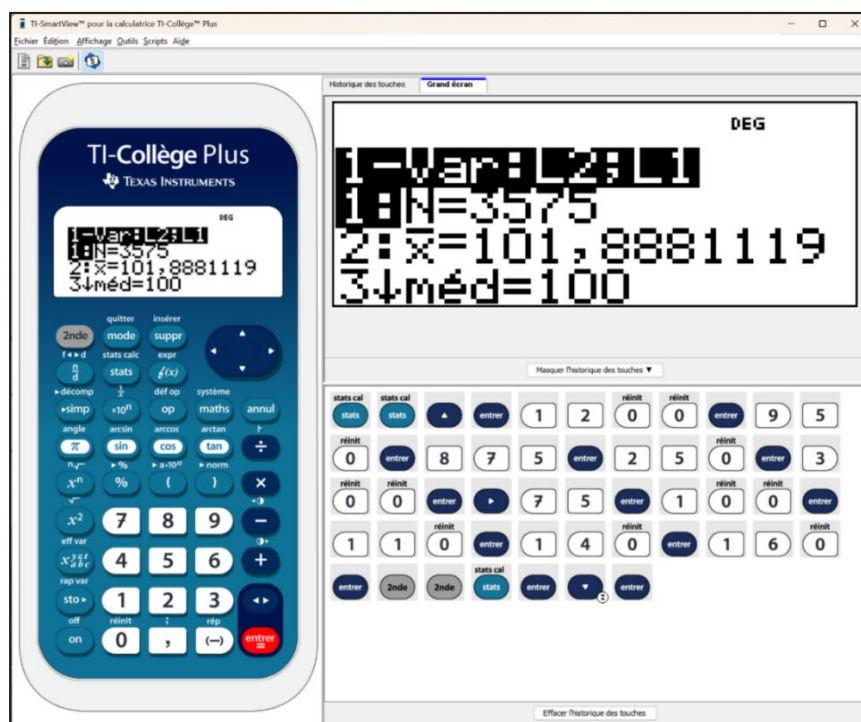 TI-SmartView™ pour la calculatrice TI-Collège™ Plus
Fichier Édition Affichage Outils Scripts Aide
TI-Collège Plus
TEXAS INSTRUMENTS
DEG
1-Var:L2;L1
1:N=3575
2:x̄=101,8881119
3↓méd=100
quitter insérer
2nde mode suppr
f◄►d stats calc expr
n/d stats f(x)
►décomp 1/x déf op système
►simp ×10ⁿ op maths annul
angle arcsin arccos arctan
π sin cos tan ÷
ⁿ√ ►% ►a×10ⁿ ►norm
xⁿ % ( ) ×
√
x² 7 8 9 −
eff var
x y z t a b c 4 5 6 +
rap var
sto► 1 2 3 ◄►
off réinit ; rép
on 0 , (−) entrer =
Historique des touches Grand écran
DEG
1-Var:L2;L1
1:N=3575
2:x̄=101,8881119
3↓méd=100
Masquer l'historique des touches ▼
stats cal stats cal réinit réinit
stats stats ▲ entrer 1 2 0 0 entrer 9 5
réinit réinit
0 entrer 8 7 5 entrer 2 5 0 entrer 3
réinit réinit réinit réinit
0 0 entrer ► 7 5 entrer 1 0 0 entrer
réinit réinit réinit
1 1 0 entrer 1 4 0 entrer 1 6 0
stats cal
entrer 2nde 2nde stats entrer ▼ 2 entrer
Effacer l'historique des touches